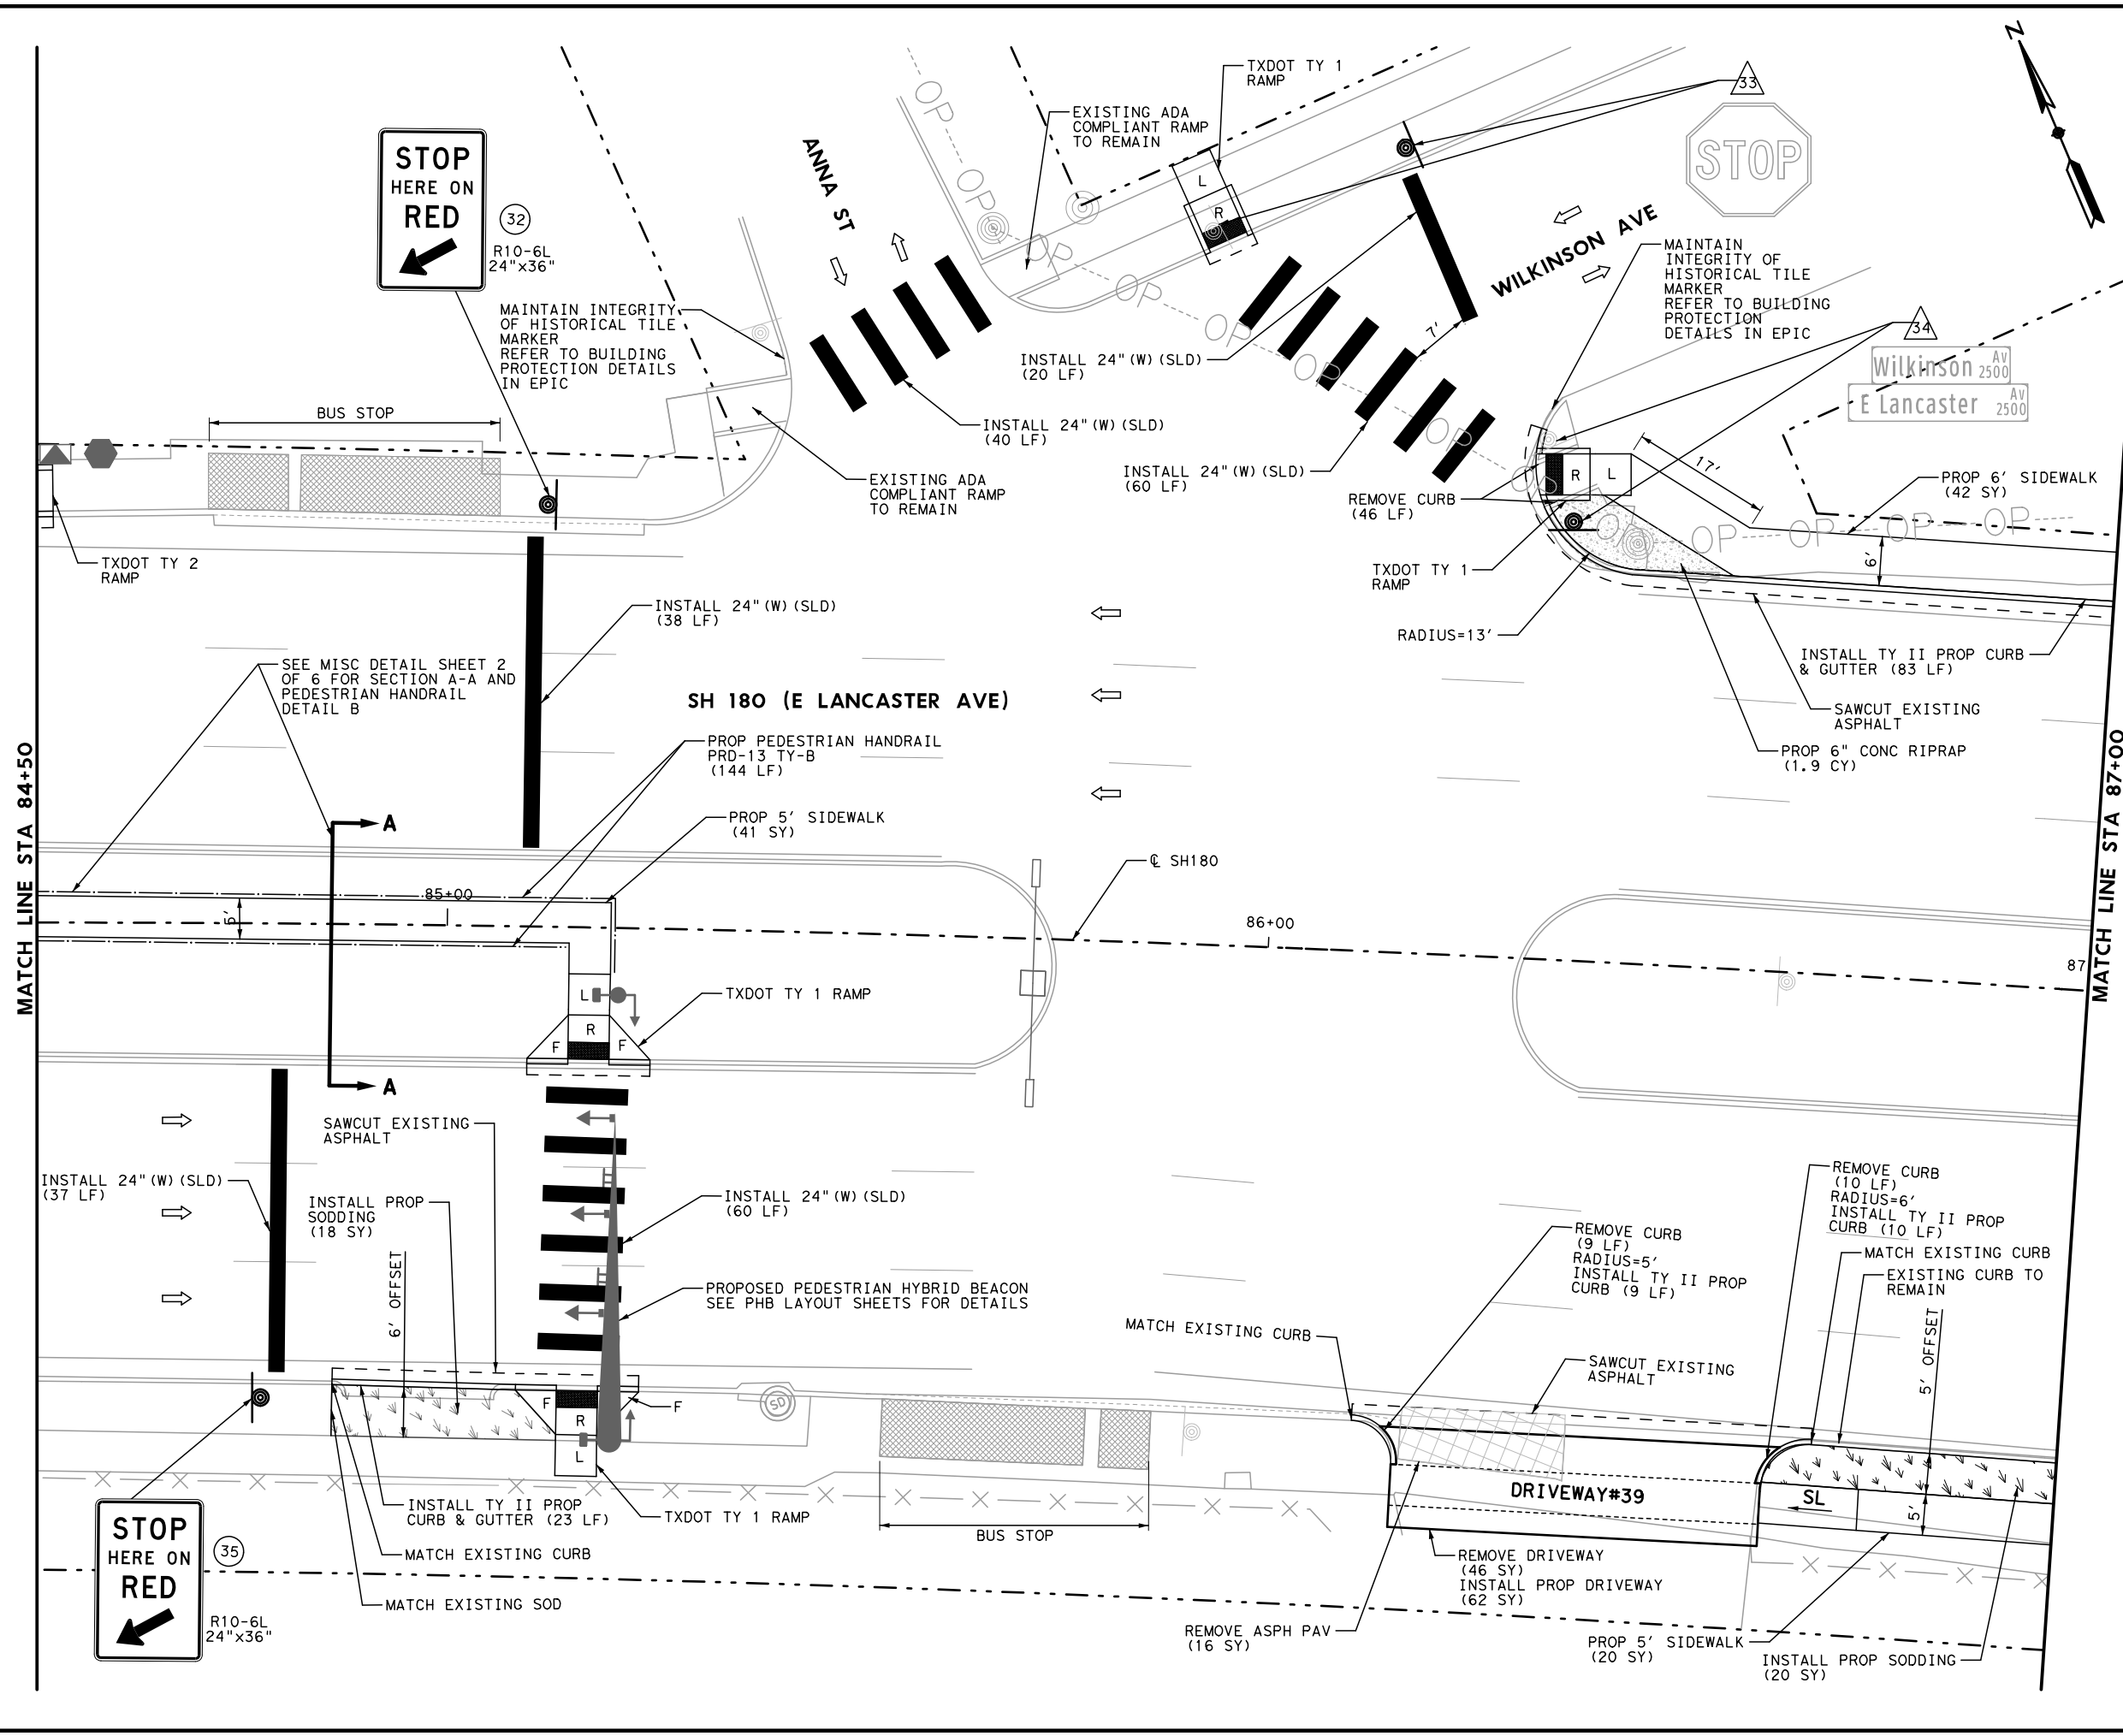 TXDOT TY 1
RAMP
33
N
EXISTING ADA
COMPLIANT RAMP
TO REMAIN
STOP
HERE ON
RED
32
R10-6L
24"x36"
ANNA ST
OP
OP
OP
OP
OP
OP
OP
OP
OP
OP
OP
OP
OP
L
R
STOP
WILKINSON AVE
MAINTAIN
INTEGRITY OF
HISTORICAL TILE
MARKER
REFER TO BUILDING
PROTECTION
DETAILS IN EPIC
34
Wilkinson Av 2500
E Lancaster Av 2500
MAINTAIN INTEGRITY
OF HISTORICAL TILE
MARKER
REFER TO BUILDING
PROTECTION DETAILS
IN EPIC
INSTALL 24"(W)(SLD)
(20 LF)
7'
BUS STOP
INSTALL 24"(W)(SLD)
(40 LF)
INSTALL 24"(W)(SLD)
(60 LF)
EXISTING ADA
COMPLIANT RAMP
TO REMAIN
REMOVE CURB
(46 LF)
R
L
17'
PROP 6' SIDEWALK
(42 SY)
6'
TXDOT TY 2
RAMP
TXDOT TY 1
RAMP
RADIUS=13'
INSTALL 24"(W)(SLD)
(38 LF)
INSTALL TY II PROP CURB
& GUTTER (83 LF)
SAWCUT EXISTING
ASPHALT
PROP 6" CONC RIPRAP
(1.9 CY)
SEE MISC DETAIL SHEET 2
OF 6 FOR SECTION A-A AND
PEDESTRIAN HANDRAIL
DETAIL B
SH 180 (E LANCASTER AVE)
PROP PEDESTRIAN HANDRAIL
PRD-13 TY-B
(144 LF)
PROP 5' SIDEWALK
(41 SY)
MATCH LINE STA 84+50
MATCH LINE STA 87+00
A
℄ SH180
85+00
86+00
87
5'
L
R
F
F
TXDOT TY 1 RAMP
A
SAWCUT EXISTING
ASPHALT
INSTALL 24"(W)(SLD)
(37 LF)
INSTALL PROP
SODDING
(18 SY)
6' OFFSET
INSTALL 24"(W)(SLD)
(60 LF)
PROPOSED PEDESTRIAN HYBRID BEACON
SEE PHB LAYOUT SHEETS FOR DETAILS
REMOVE CURB
(10 LF)
RADIUS=6'
INSTALL TY II PROP
CURB (10 LF)
REMOVE CURB
(9 LF)
RADIUS=5'
INSTALL TY II PROP
CURB (9 LF)
MATCH EXISTING CURB
EXISTING CURB TO
REMAIN
MATCH EXISTING CURB
SAWCUT EXISTING
ASPHALT
5' OFFSET
F
R
L
F
SD
DRIVEWAY#39
SL
5'
BUS STOP
INSTALL TY II PROP
CURB & GUTTER (23 LF)
TXDOT TY 1 RAMP
MATCH EXISTING CURB
MATCH EXISTING SOD
STOP
HERE ON
RED
35
R10-6L
24"x36"
REMOVE DRIVEWAY
(46 SY)
INSTALL PROP DRIVEWAY
(62 SY)
REMOVE ASPH PAV
(16 SY)
PROP 5' SIDEWALK
(20 SY)
INSTALL PROP SODDING
(20 SY)